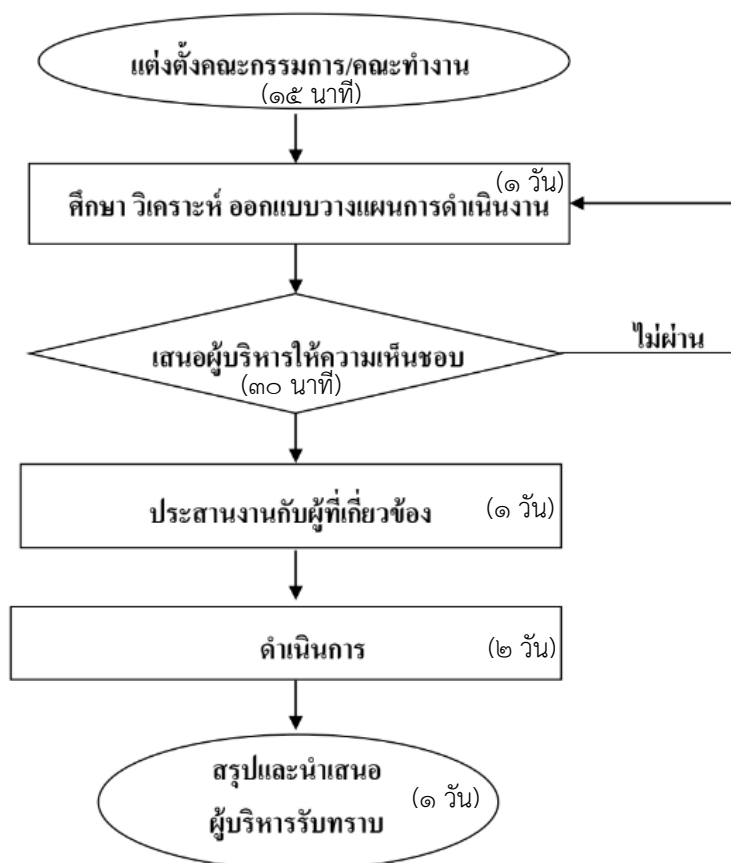 แต่งตั้งคณะกรรมการ/คณะทำงาน
(๑๕ นาที)
(๑ วัน)
ศึกษา วิเคราะห์ ออกแบบวางแผนการดำเนินงาน
ไม่ผ่าน
เสนอผู้บริหารให้ความเห็นชอบ
(๓๐ นาที)
ประสานงานกับผู้ที่เกี่ยวข้อง (๑ วัน)
ดำเนินการ (๒ วัน)
สรุปและนำเสนอ
(๑ วัน)
ผู้บริหารรับทราบ